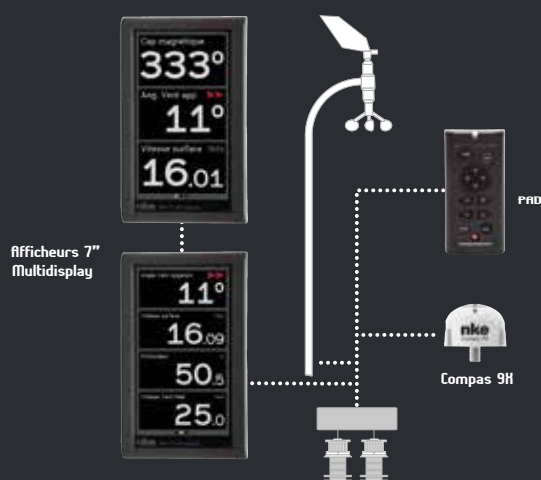 Cap magnétique
333°
Ang. Vent app.
11°
Vitesse surface
16.01
nke
PAD
Afficheurs 7"
Multidisplay
11°
16.09
50.5
25.0
nke
nke
Compas 9X